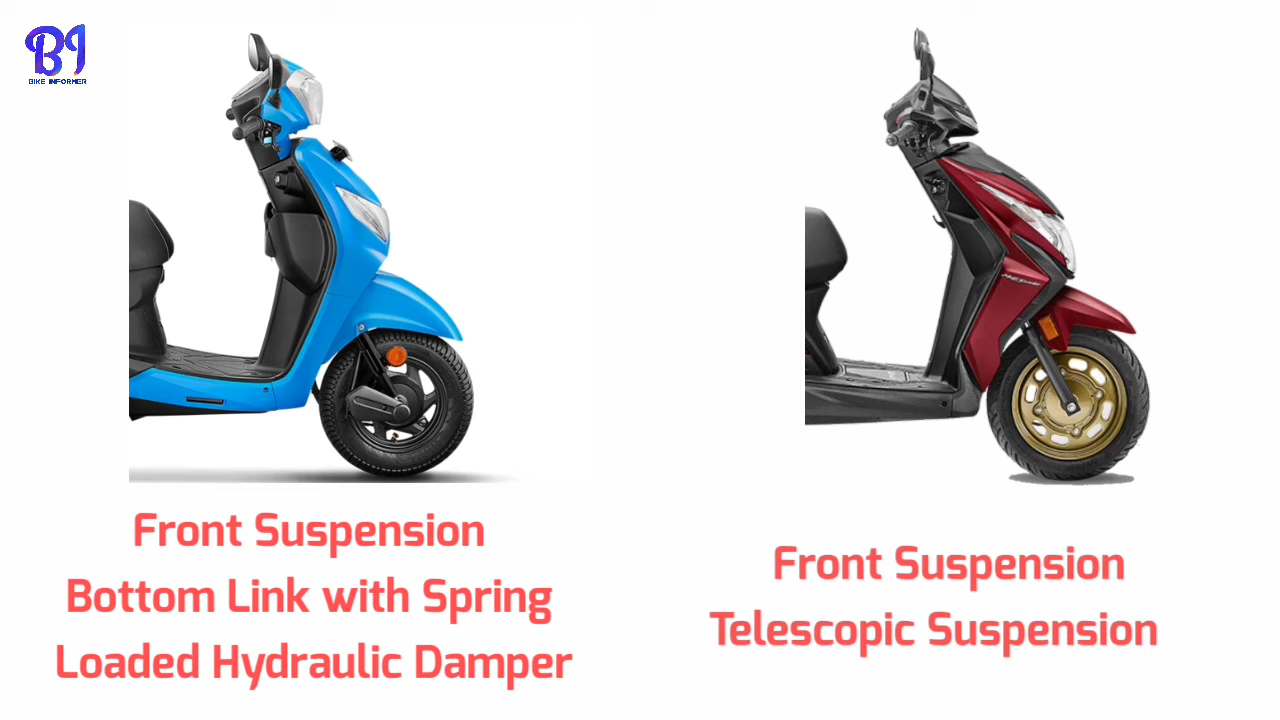 BI
BIKE INFORMER
Front Suspension
Bottom Link with Spring
Loaded Hydraulic Damper
Front Suspension
Telescopic Suspension